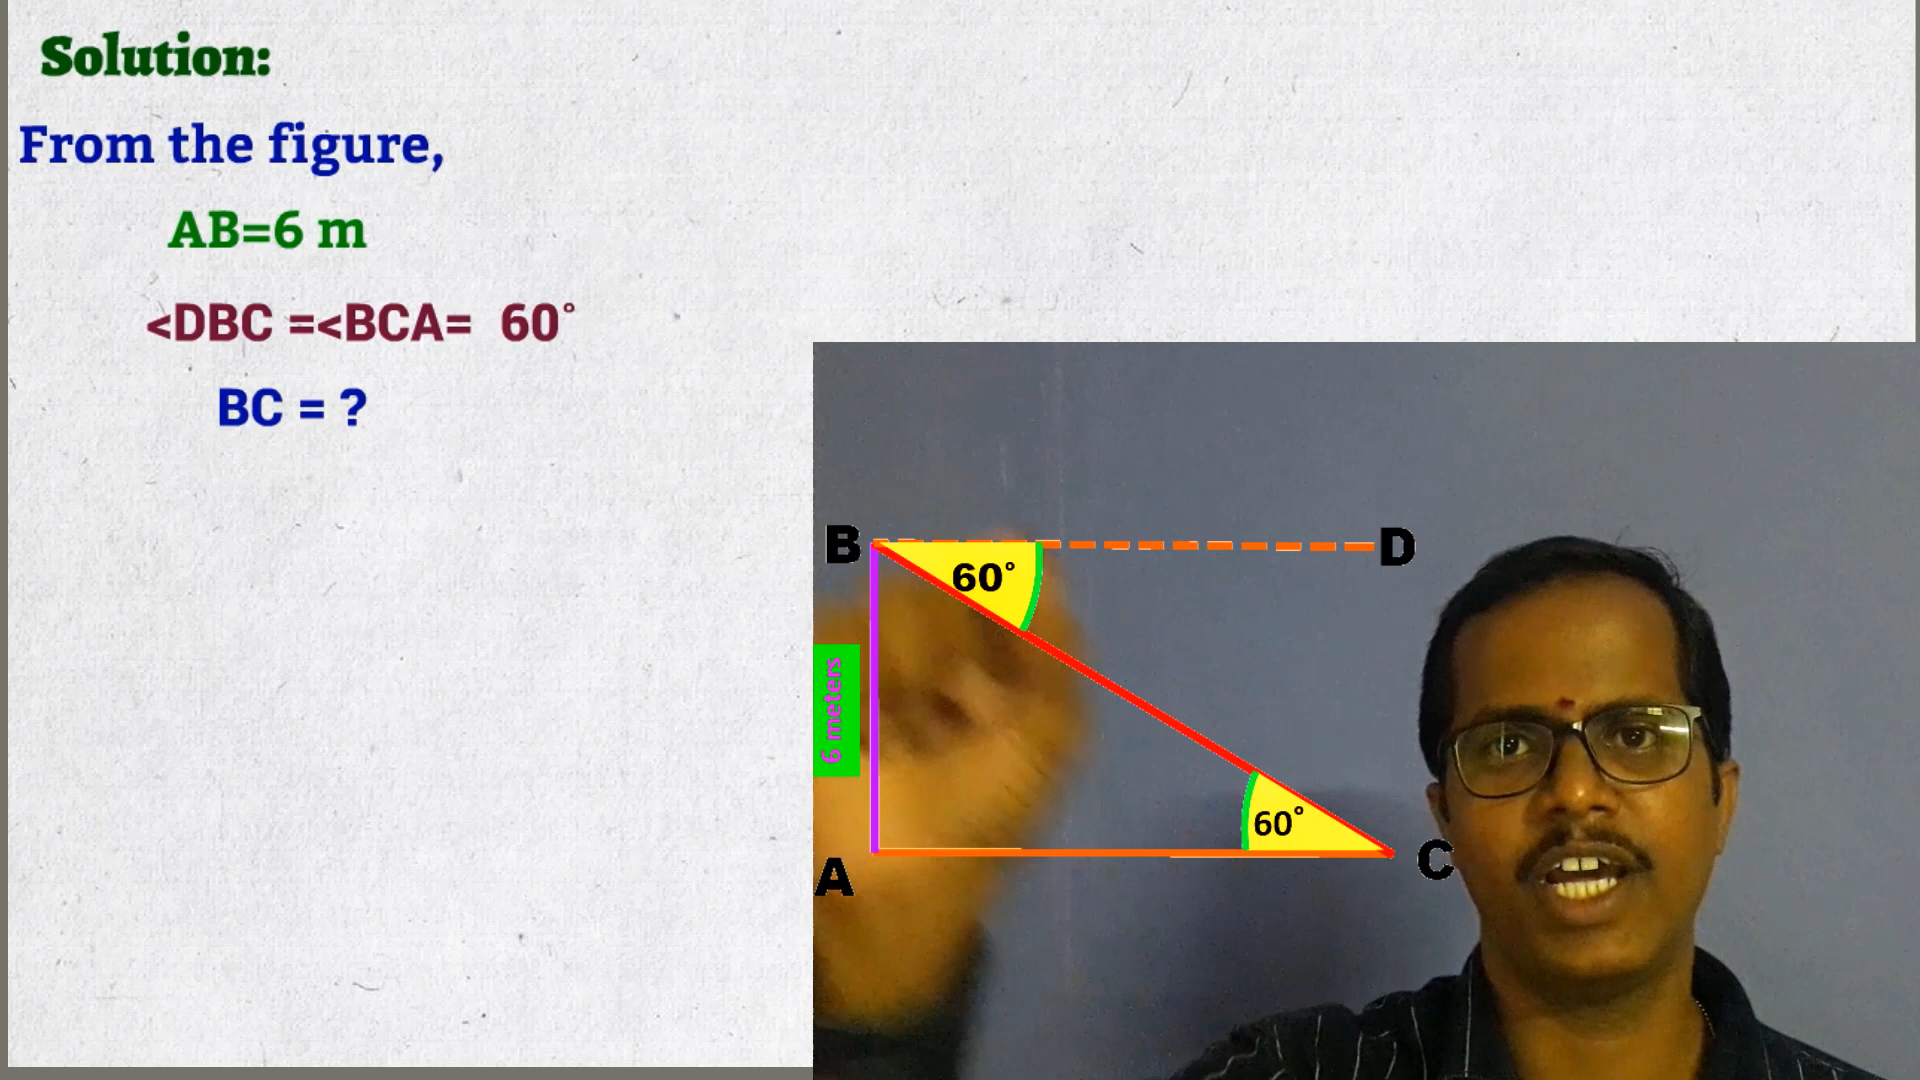 Solution:
From the figure,
AB=6 m
<DBC =<BCA= 60°
BC = ?
B
D
60°
6 meters
60°
A
C